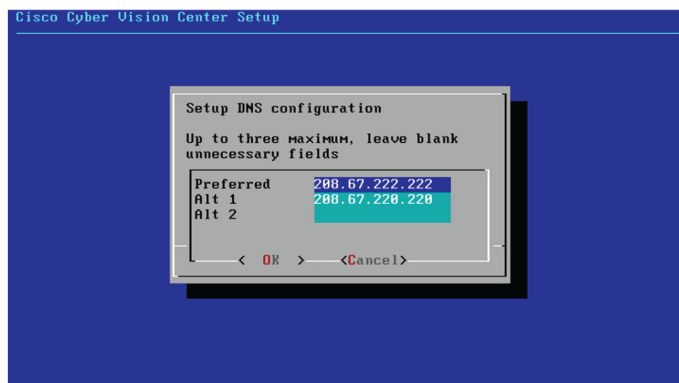 Cisco Cyber Vision Center Setup
Setup DNS configuration
Up to three maximum, leave blank
unnecessary fields
Preferred 208.67.222.222
Alt 1 208.67.220.220
Alt 2
< OK > <Cancel>